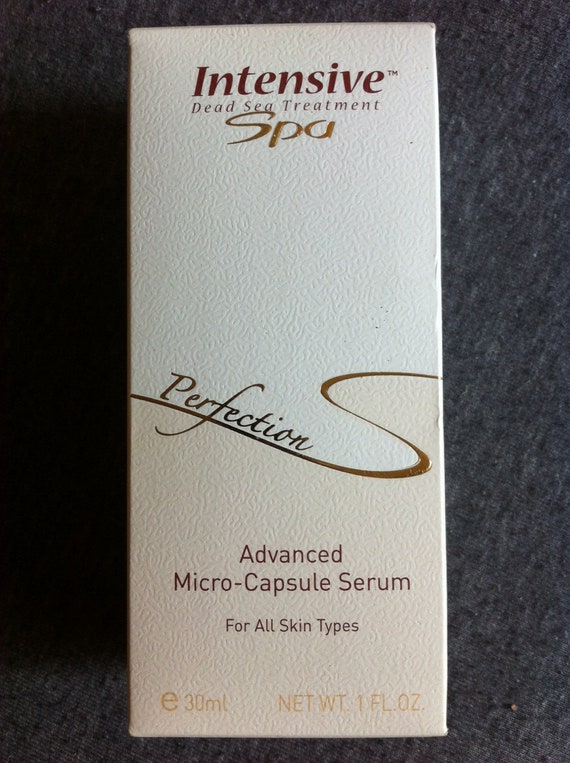 Intensive™
Dead Sea Treatment
Spa
Perfection
Advanced
Micro-Capsule Serum
For All Skin Types
℮ 30ml NET WT. 1 FL.OZ.